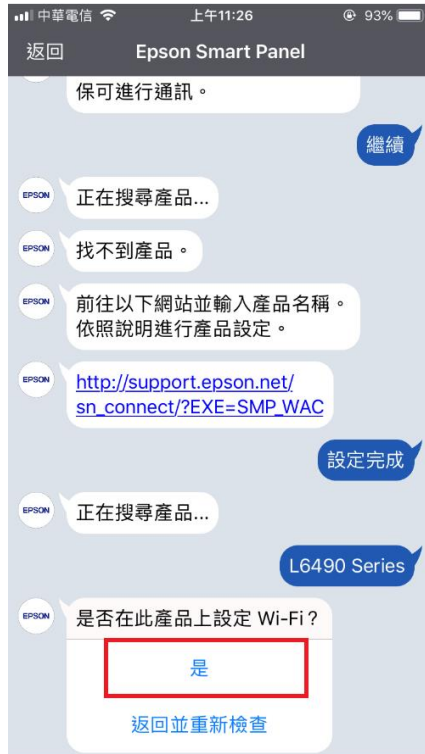 中華電信 上午11:26 93%
返回 Epson Smart Panel
保可進行通訊。
繼續
EPSON 正在搜尋產品...
EPSON 找不到產品。
EPSON 前往以下網站並輸入產品名稱。
依照說明進行產品設定。
EPSON http://support.epson.net/
sn_connect/?EXE=SMP_WAC
設定完成
EPSON 正在搜尋產品...
L6490 Series
EPSON 是否在此產品上設定 Wi-Fi？
是
返回並重新檢查